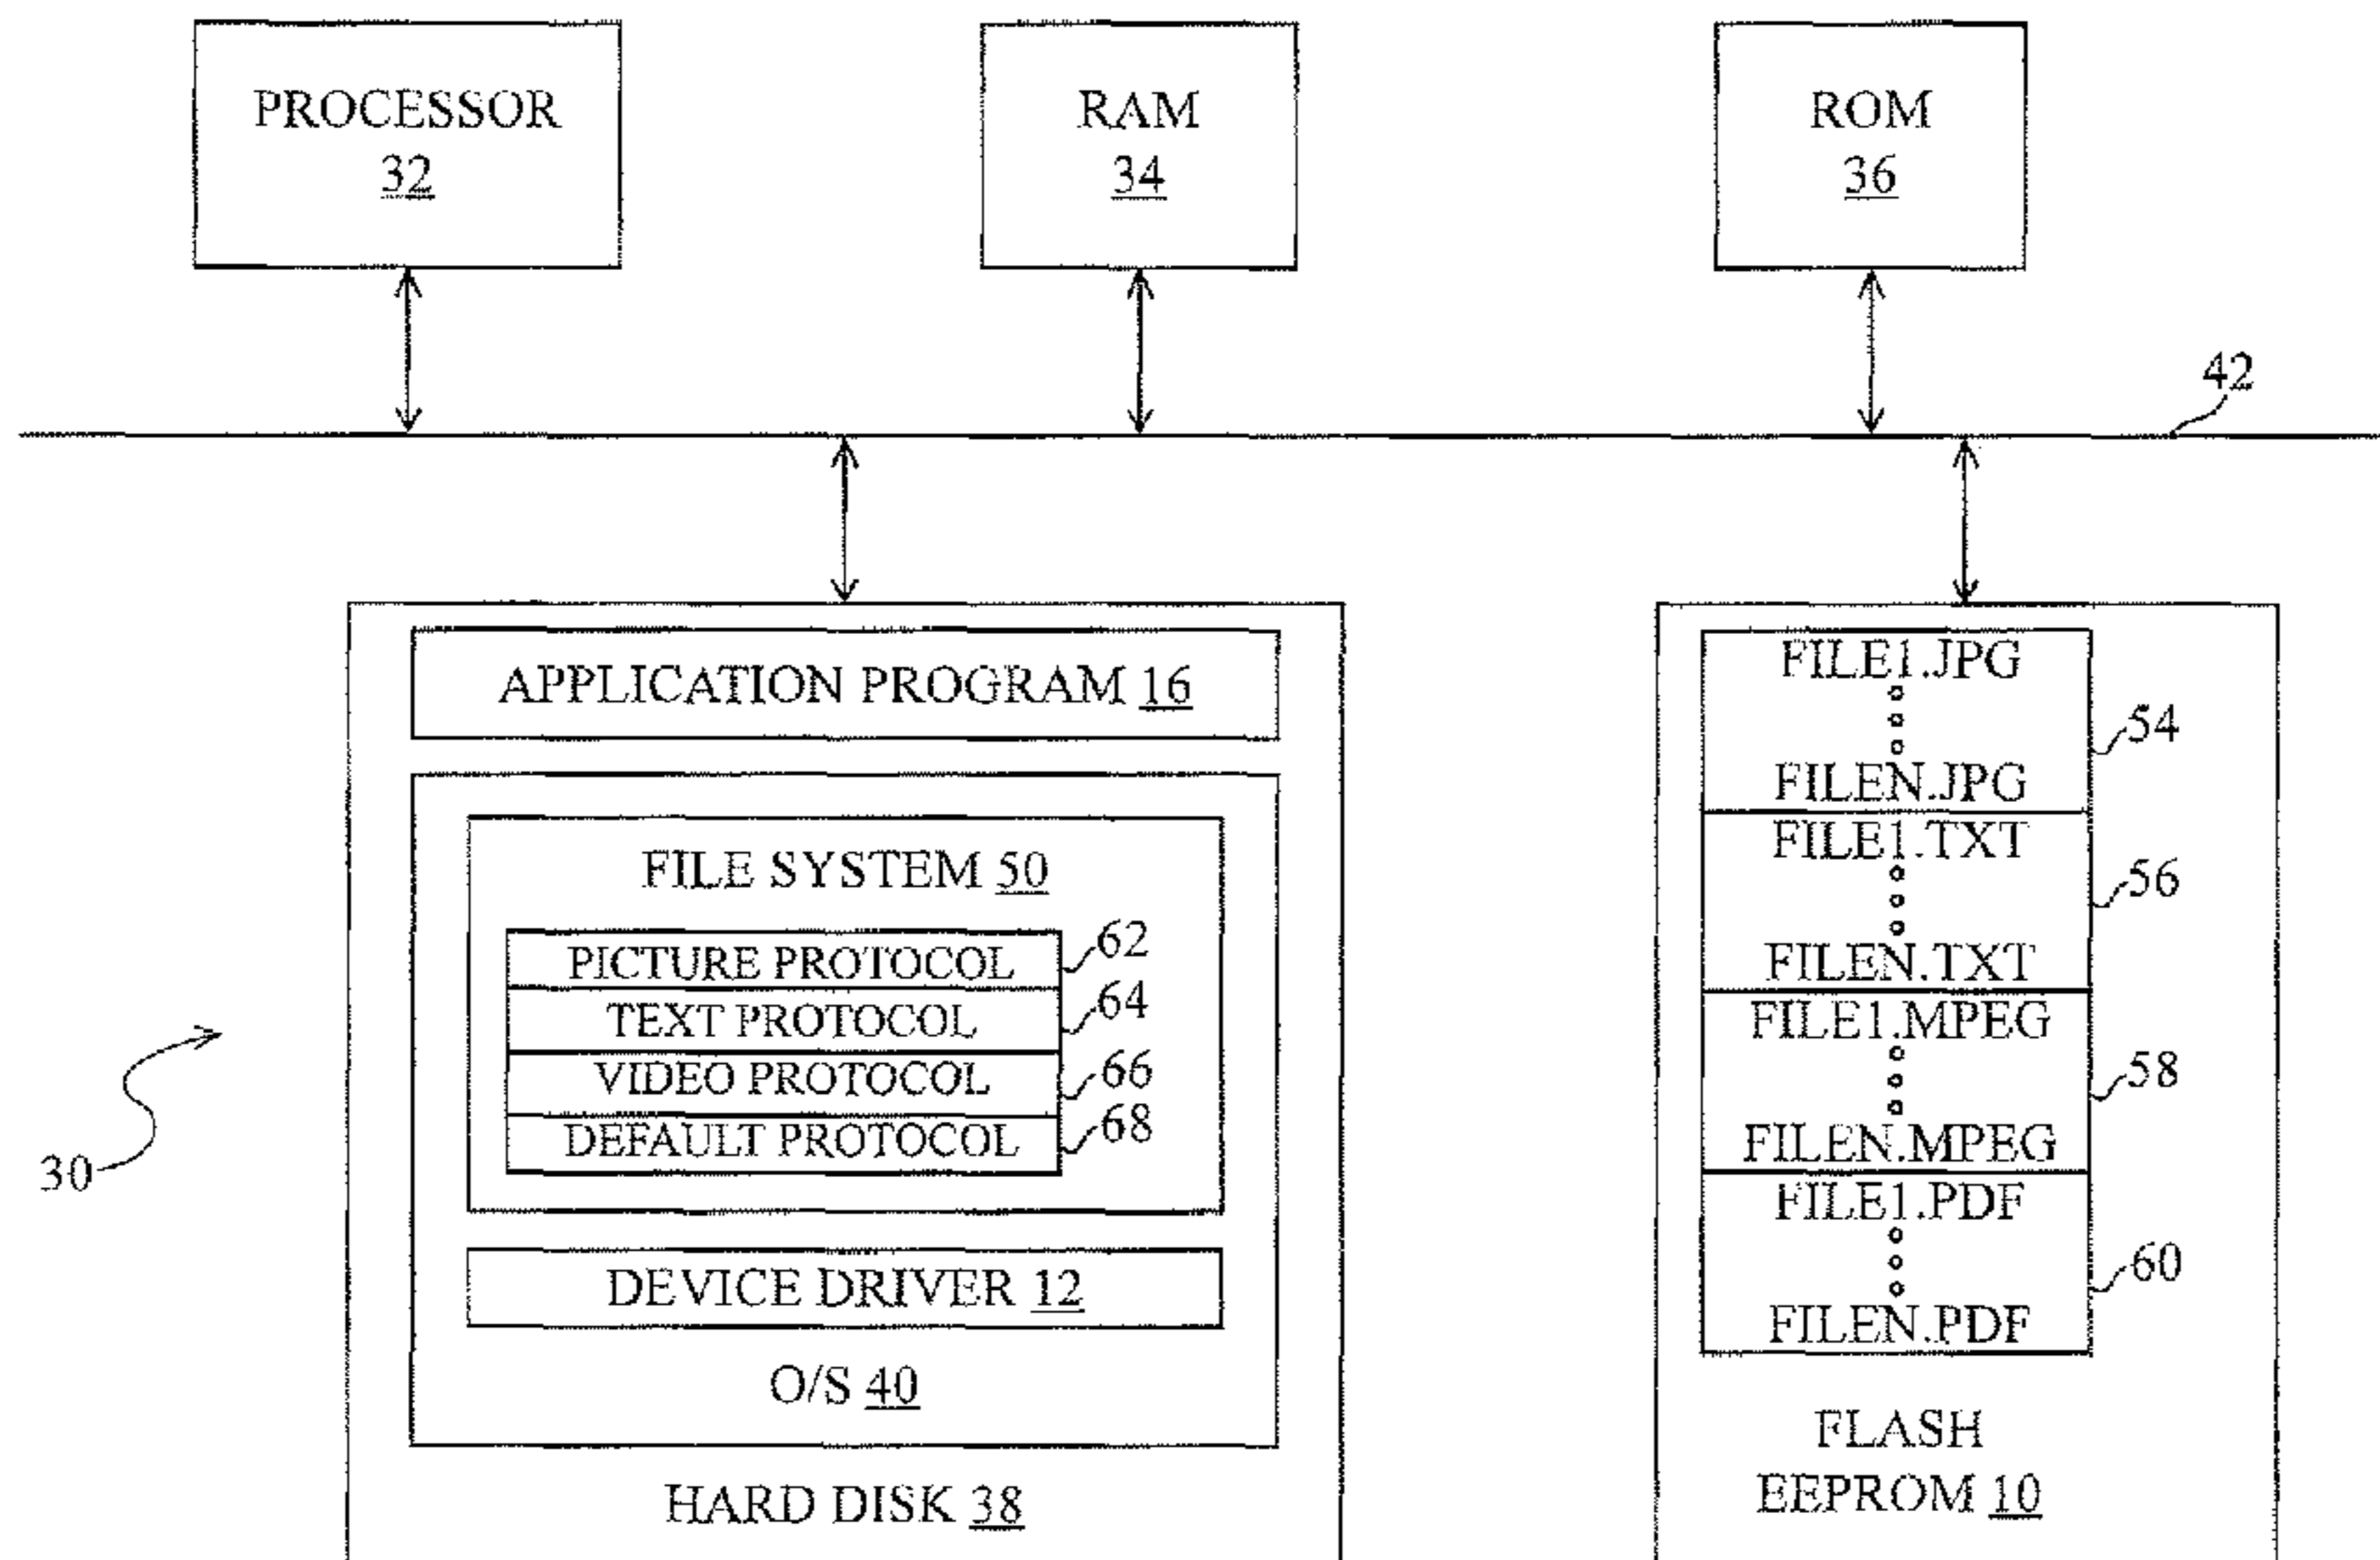 PROCESSOR
32
RAM
34
ROM
36
42
APPLICATION PROGRAM 16
FILE SYSTEM 50
PICTURE PROTOCOL
62
TEXT PROTOCOL
64
VIDEO PROTOCOL
66
DEFAULT PROTOCOL
68
DEVICE DRIVER 12
O/S 40
HARD DISK 38
30
FILE1.JPG
FILEN.JPG
54
FILE1.TXT
FILEN.TXT
56
FILE1.MPEG
FILEN.MPEG
58
FILE1.PDF
FILEN.PDF
60
FLASH
EEPROM 10